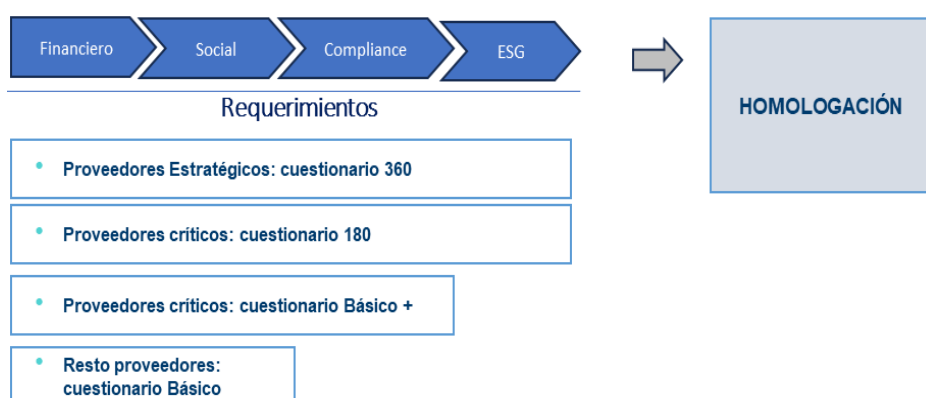 Financiero
Social
Compliance
ESG
HOMOLOGACIÓN
Requerimientos
• Proveedores Estratégicos: cuestionario 360
• Proveedores críticos: cuestionario 180
• Proveedores críticos: cuestionario Básico +
• Resto proveedores:
cuestionario Básico